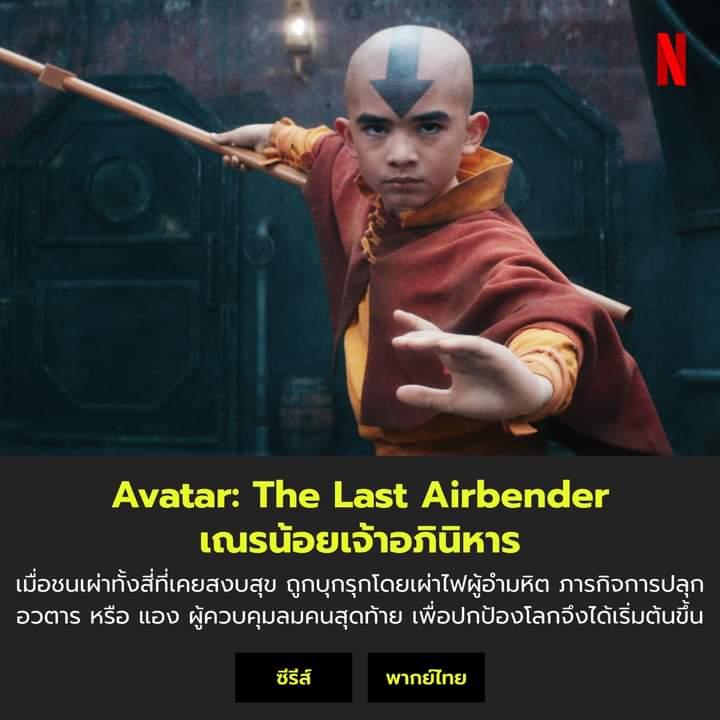 N
Avatar: The Last Airbender
เณรน้อยเจ้าอภินิหาร
เมื่อชนเผ่าทั้งสี่ที่เคยสงบสุข ถูกบุกรุกโดยเผ่าไฟผู้อำมหิต ภารกิจการปลุก
อวตาร หรือ แอง ผู้ควบคุมลมคนสุดท้าย เพื่อปกป้องโลกจึงได้เริ่มต้นขึ้น
ซีรีส์ พากย์ไทย